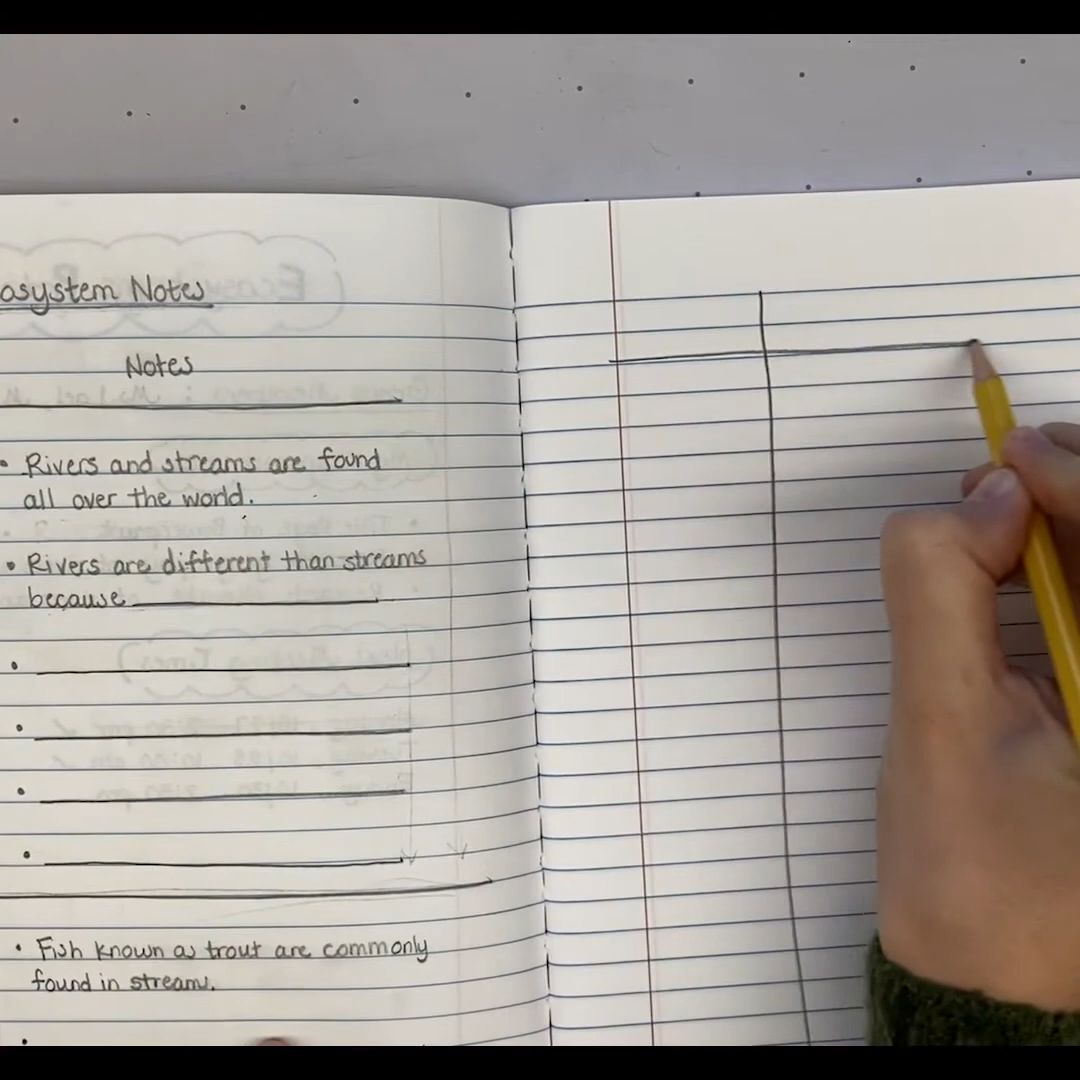 osystem Notes
Notes
• Rivers and streams are found
all over the world.
• Rivers are different than streams
because
• Fish known as trout are commonly
found in streams.